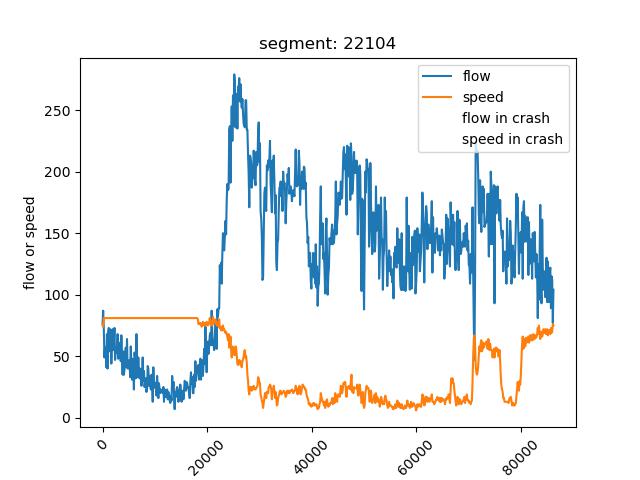 segment: 22104
flow
speed
flow in crash
speed in crash
flow or speed
250
200
150
100
50
0
0
20000
40000
60000
80000